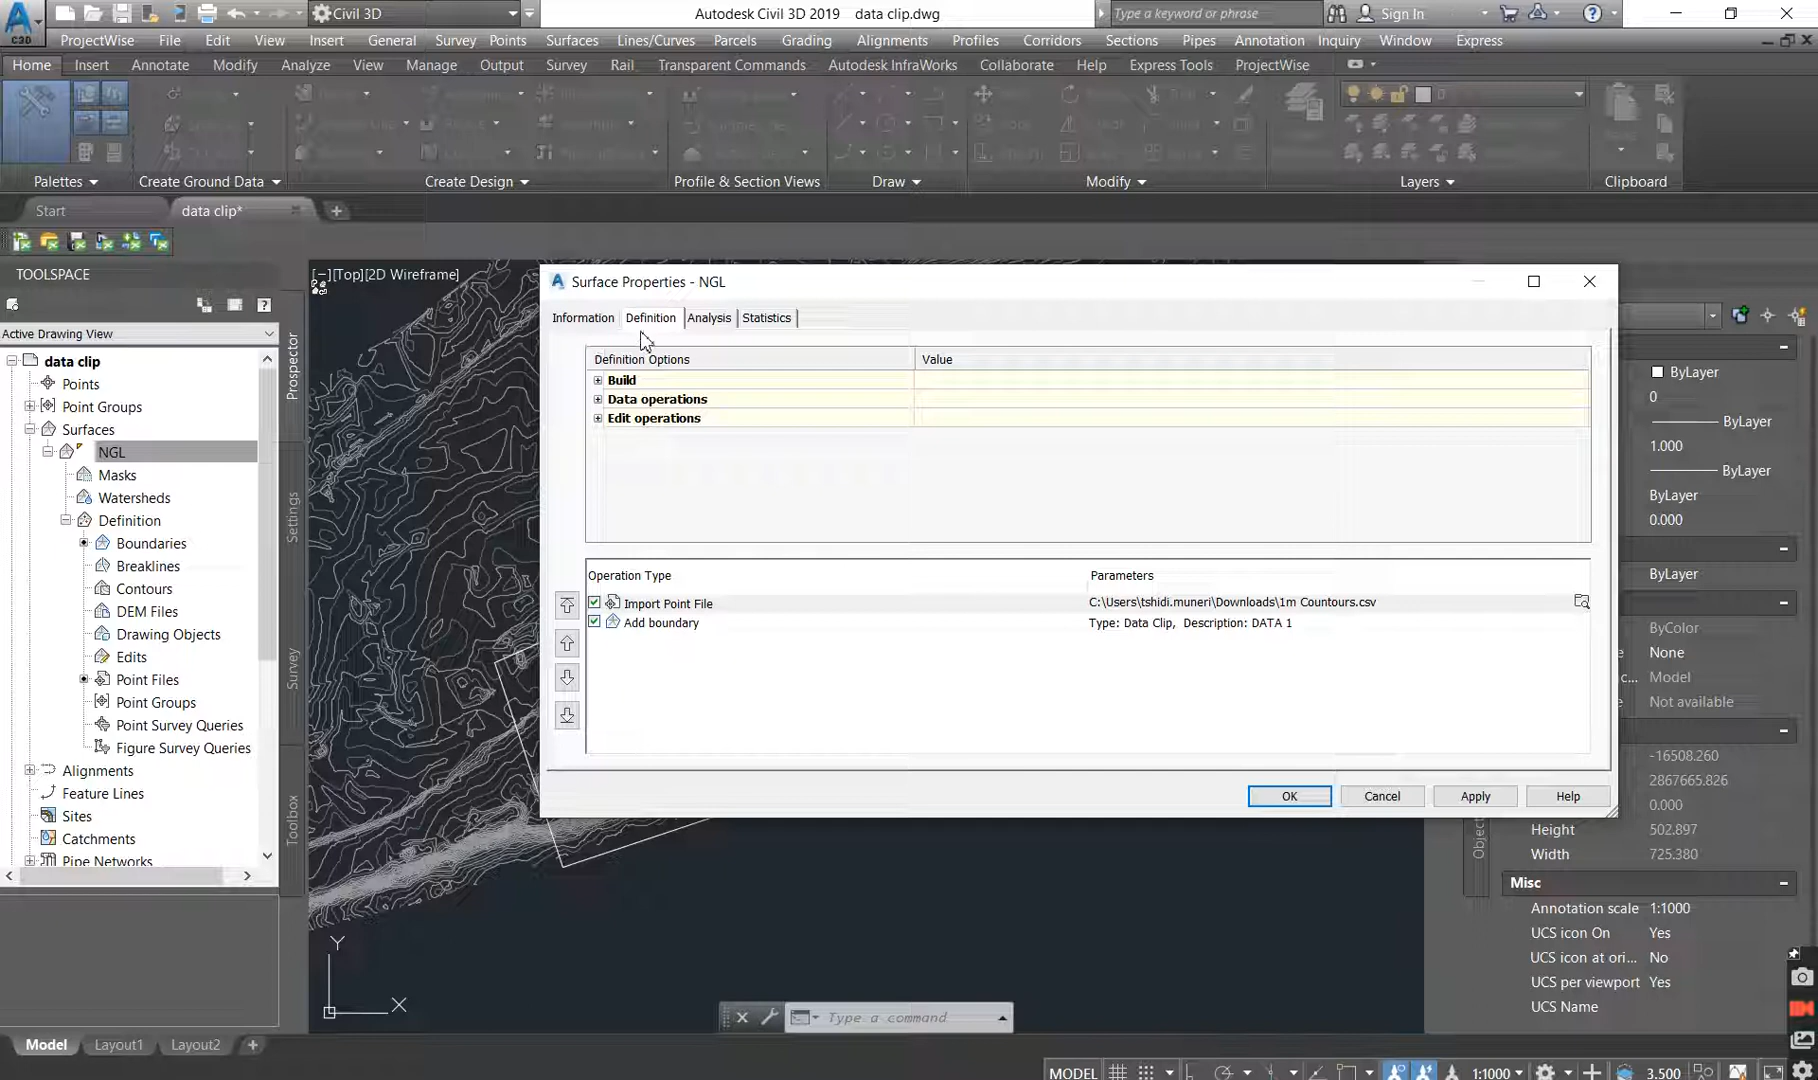 C3D
Civil 3D
Autodesk Civil 3D 2019 data clip.dwg
Type a keyword or phrase
Sign In
ProjectWise File Edit View Insert General Survey Points Surfaces Lines/Curves Parcels Grading Alignments Profiles Corridors Sections Pipes Annotation Inquiry Window Express
Home Insert Annotate Modify Analyze View Manage Output Survey Rail Transparent Commands Autodesk InfraWorks Collaborate Help Express Tools ProjectWise
0
Palettes Create Ground Data Create Design Profile & Section Views Draw Modify Layers Clipboard
Start data clip*
TOOLSPACE
Active Drawing View
data clip
Points
Point Groups
Surfaces
NGL
Masks
Watersheds
Definition
Boundaries
Breaklines
Contours
DEM Files
Drawing Objects
Edits
Point Files
Point Groups
Point Survey Queries
Figure Survey Queries
Alignments
Feature Lines
Sites
Catchments
Pipe Networks
Prospector
Settings
Survey
Toolbox
[−][Top][2D Wireframe]
Surface Properties - NGL
Information Definition Analysis Statistics
Definition Options Value
Build
Data operations
Edit operations
Operation Type Parameters
Import Point File C:\Users\tshidi.muneri\Downloads\1m Countours.csv
Add boundary Type: Data Clip, Description: DATA 1
OK Cancel Apply Help
ByLayer
0
ByLayer
1.000
ByLayer
ByLayer
0.000
ByLayer
ByColor
None
Model
Not available
-16508.260
2867665.826
0.000
Height 502.897
Width 725.380
Misc
Annotation scale 1:1000
UCS icon On Yes
UCS icon at ori... No
UCS per viewport Yes
UCS Name
Y
X
Type a command
Model Layout1 Layout2
MODEL 1:1000 3.500